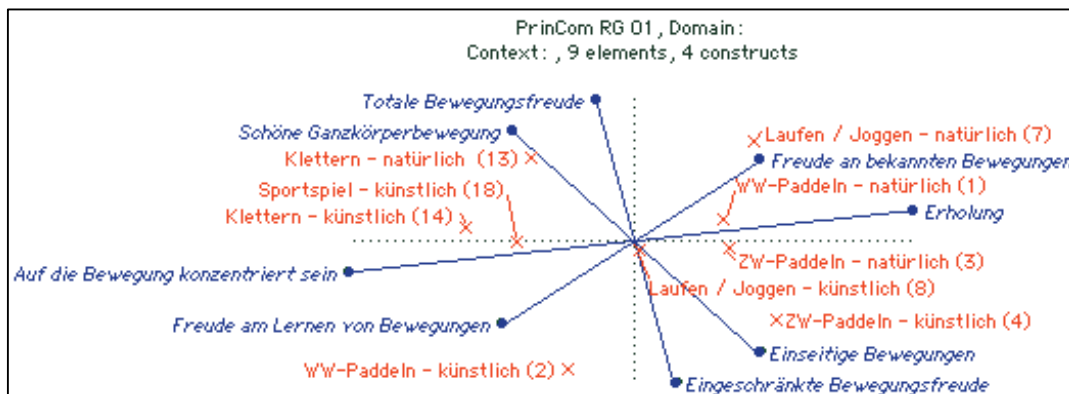 PrinCom RG 01, Domain:
Context: , 9 elements, 4 constructs
Totale Bewegungsfreude
Schöne Ganzkörperbewegung
Laufen / Joggen - natürlich (7)
Klettern - natürlich (13)
Freude an bekannten Bewegungen
Sportspiel - künstlich (18)
WW-Paddeln - natürlich (1)
Klettern - künstlich (14)
Erholung
Auf die Bewegung konzentriert sein
ZW-Paddeln - natürlich (3)
Laufen / Joggen - künstlich (8)
Freude am Lernen von Bewegungen
ZW-Paddeln - künstlich (4)
Einseitige Bewegungen
WW-Paddeln - künstlich (2)
Eingeschränkte Bewegungsfreude